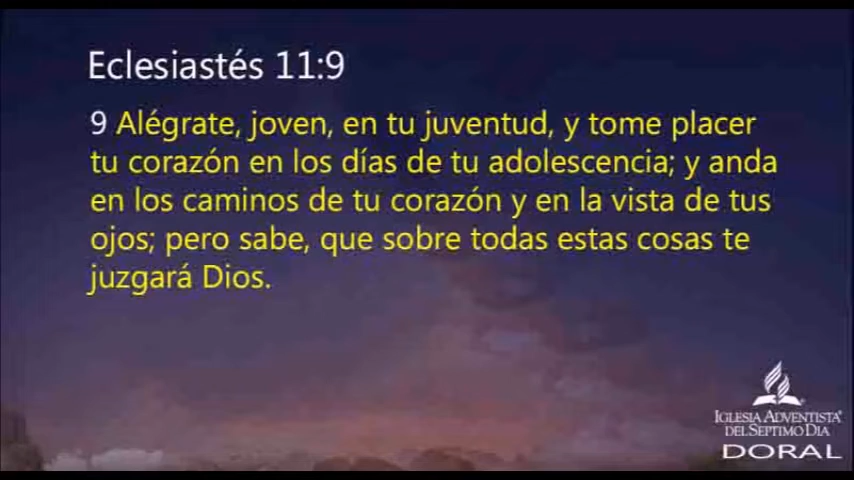 Eclesiastés 11:9
9 Alégrate, joven, en tu juventud, y tome placer
tu corazón en los días de tu adolescencia; y anda
en los caminos de tu corazón y en la vista de tus
ojos; pero sabe, que sobre todas estas cosas te
juzgará Dios.
IGLESIA ADVENTISTA
DEL SEPTIMO DIA
DORAL